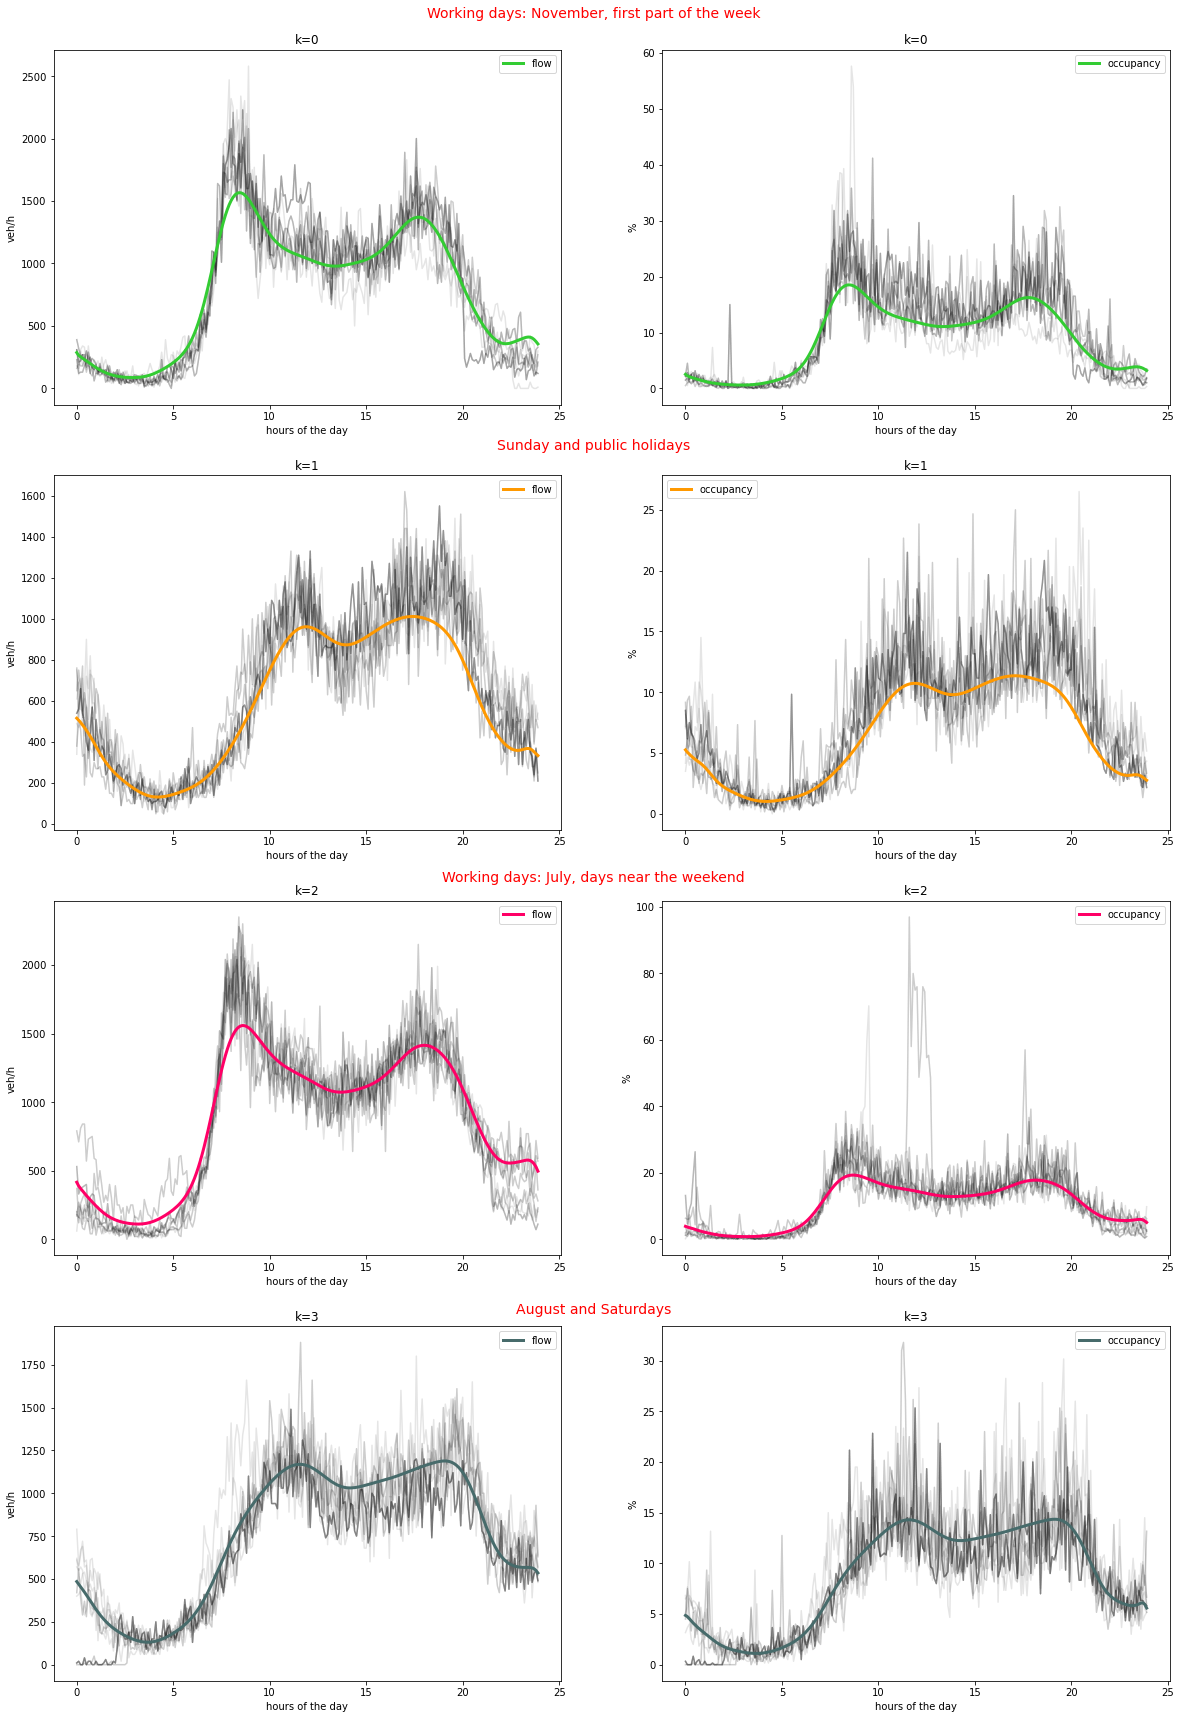 Working days: November, first part of the week
k=0
flow
2500
2000
1500
1000
500
0
veh/h
0 5 10 15 20 25
hours of the day
k=0
occupancy
60
50
40
30
20
10
0
%
0 5 10 15 20 25
hours of the day
Sunday and public holidays
k=1
flow
1600
1400
1200
1000
800
600
400
200
0
veh/h
0 5 10 15 20 25
hours of the day
k=1
occupancy
25
20
15
10
5
0
%
0 5 10 15 20 25
hours of the day
Working days: July, days near the weekend
k=2
flow
2000
1500
1000
500
0
veh/h
0 5 10 15 20 25
hours of the day
k=2
occupancy
100
80
60
40
20
0
%
0 5 10 15 20 25
hours of the day
August and Saturdays
k=3
flow
1750
1500
1250
1000
750
500
250
0
veh/h
0 5 10 15 20 25
hours of the day
k=3
occupancy
30
25
20
15
10
5
0
%
0 5 10 15 20 25
hours of the day